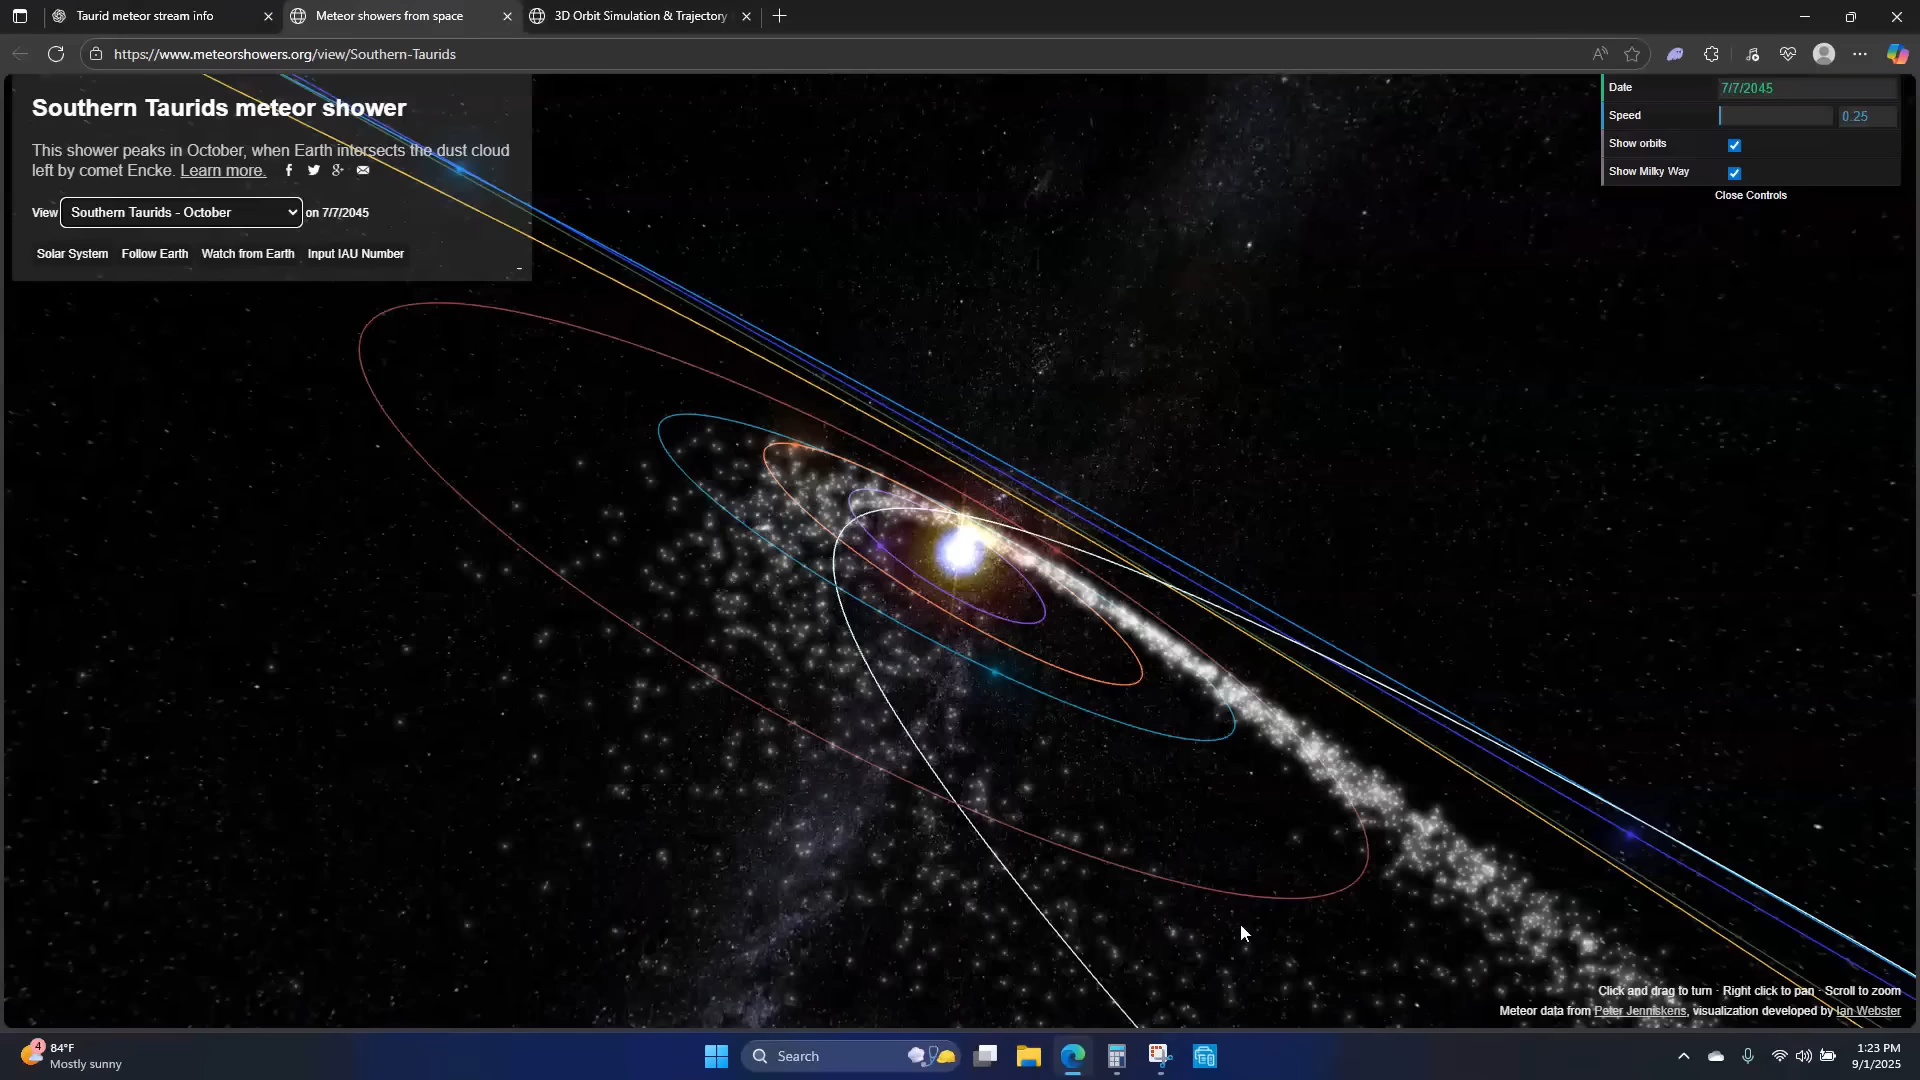 Taurid meteor stream info
Meteor showers from space
3D Orbit Simulation & Trajectory
https://www.meteorshowers.org/view/Southern-Taurids
Southern Taurids meteor shower
This shower peaks in October, when Earth intersects the dust cloud
left by comet Encke. Learn more.
View Southern Taurids - October on 7/7/2045
Solar System Follow Earth Watch from Earth Input IAU Number
-
Date 7/7/2045
Speed 0.25
Show orbits
Show Milky Way
Close Controls
Click and drag to turn · Right click to pan · Scroll to zoom
Meteor data from Peter Jenniskens, visualization developed by Ian Webster
4
84°F
Mostly sunny
Search
1:23 PM
9/1/2025